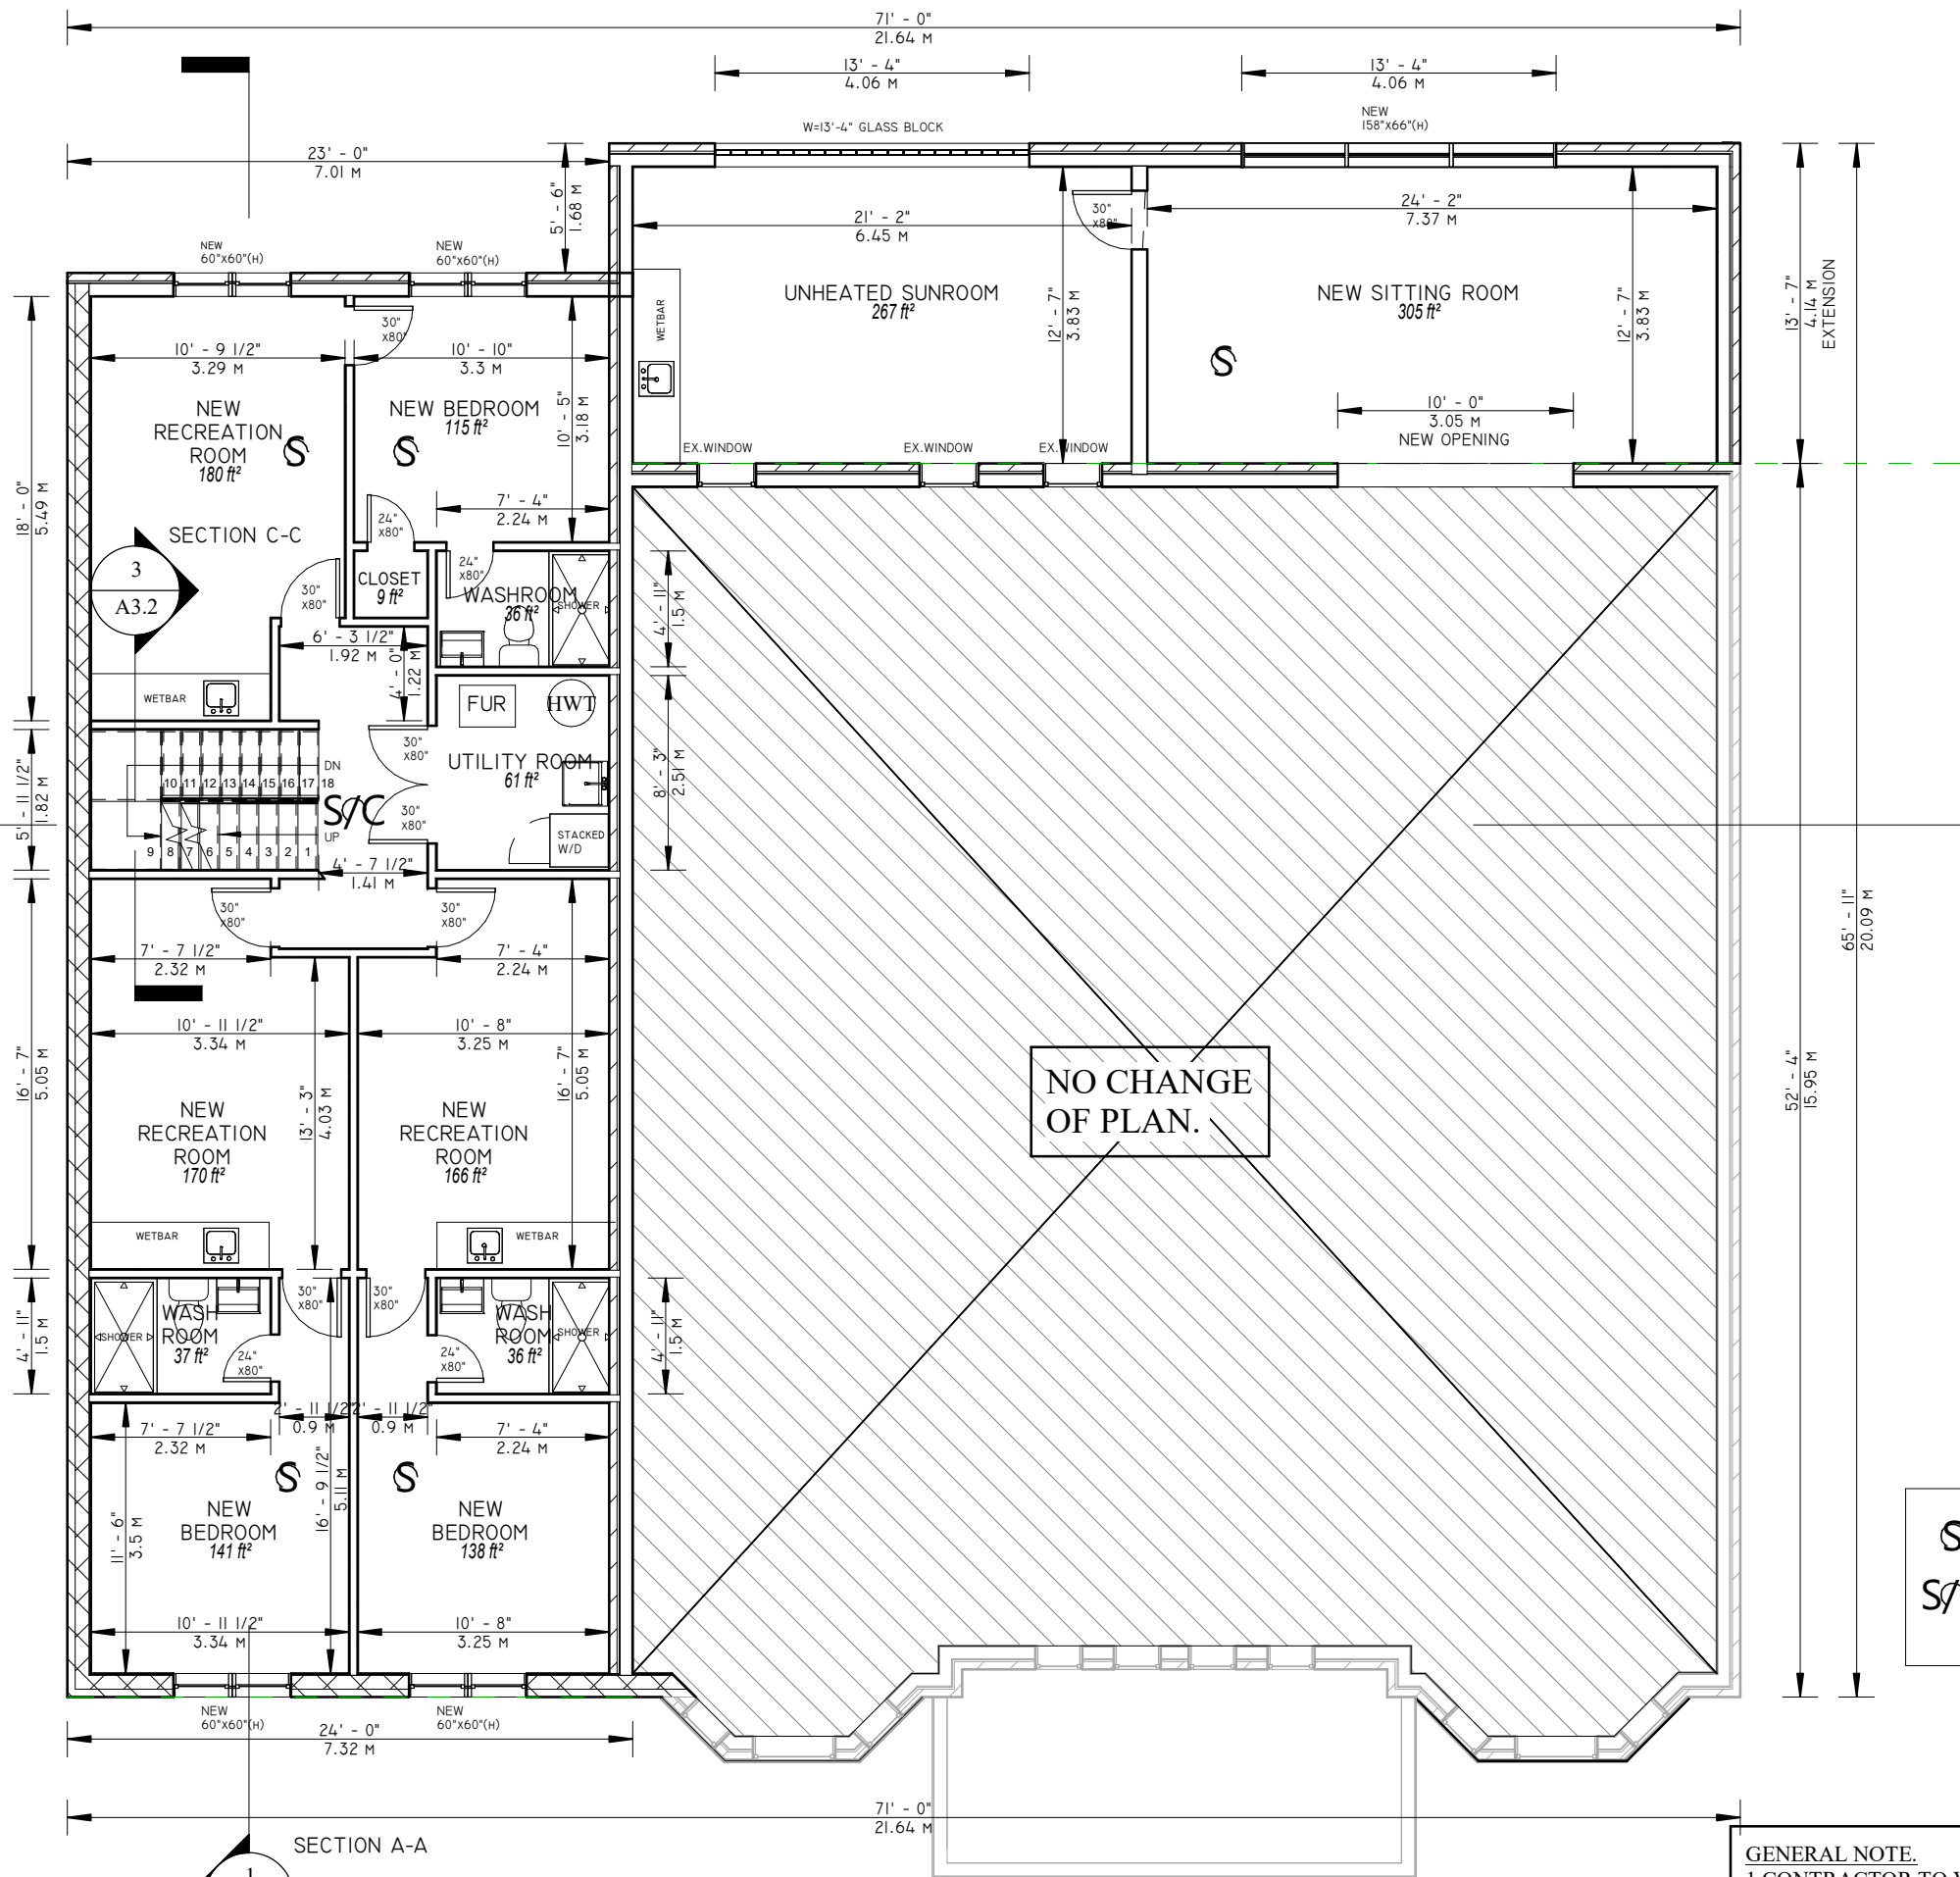 71' - 0"
21.64 M
13' - 4"
4.06 M
13' - 4"
4.06 M
NEW
158"X66"(H)
W=13'-4" GLASS BLOCK
23' - 0"
7.01 M
5' - 6"
1.68 M
NEW
60"X60"(H)
NEW
60"X60"(H)
21' - 2"
6.45 M
30"
X80"
24' - 2"
7.37 M
UNHEATED SUNROOM
267 ft²
WETBAR
12' - 7"
3.83 M
NEW SITTING ROOM
305 ft²
S
12' - 7"
3.83 M
13' - 7"
4.14 M
EXTENSION
10' - 0"
3.05 M
NEW OPENING
EX.WINDOW
EX.WINDOW
EX.WINDOW
30"
X80"
10' - 9 1/2"
3.29 M
10' - 10"
3.3 M
NEW
RECREATION
ROOM
180 ft²
S
NEW BEDROOM
115 ft²
S
10' - 5"
3.18 M
18' - 0"
5.49 M
7' - 4"
2.24 M
24"
X80"
SECTION C-C
3
A3.2
30"
X80"
CLOSET
9 ft²
24"
X80"
WASHROOM
36 ft²
SHOWER
4' - 11"
1.5 M
6' - 3 1/2"
1.92 M
4' - 0"
1.22 M
WETBAR
FUR
HWT
30"
X80"
UTILITY ROOM
61 ft²
8' - 3"
2.51 M
5' - 11 1/2"
1.82 M
DN
10 11 12 13 14 15 16 17 18
S/C
30"
X80"
UP
9 8 7 6 5 4 3 2 1
STACKED
W/D
4' - 7 1/2"
1.41 M
30"
X80"
30"
X80"
7' - 7 1/2"
2.32 M
7' - 4"
2.24 M
65' - 11"
20.09 M
10' - 11 1/2"
3.34 M
10' - 8"
3.25 M
16' - 7"
5.05 M
13' - 3"
4.03 M
16' - 7"
5.05 M
52' - 4"
15.95 M
NO CHANGE
OF PLAN.
NEW
RECREATION
ROOM
170 ft²
NEW
RECREATION
ROOM
166 ft²
WETBAR
WETBAR
30"
X80"
30"
X80"
4' - 11"
1.5 M
SHOWER
WASH
ROOM
37 ft²
24"
X80"
24"
X80"
WASH
ROOM
36 ft²
SHOWER
4' - 11"
1.5 M
2' - 11 1/2"
0.9 M
2' - 11 1/2"
0.9 M
7' - 7 1/2"
2.32 M
7' - 4"
2.24 M
S
S
16' - 9 1/2"
5.11 M
11' - 6"
3.5 M
NEW
BEDROOM
141 ft²
NEW
BEDROOM
138 ft²
S
S/
10' - 11 1/2"
3.34 M
10' - 8"
3.25 M
NEW
60"X60"(H)
NEW
60"X60"(H)
24' - 0"
7.32 M
71' - 0"
21.64 M
SECTION A-A
1
GENERAL NOTE.